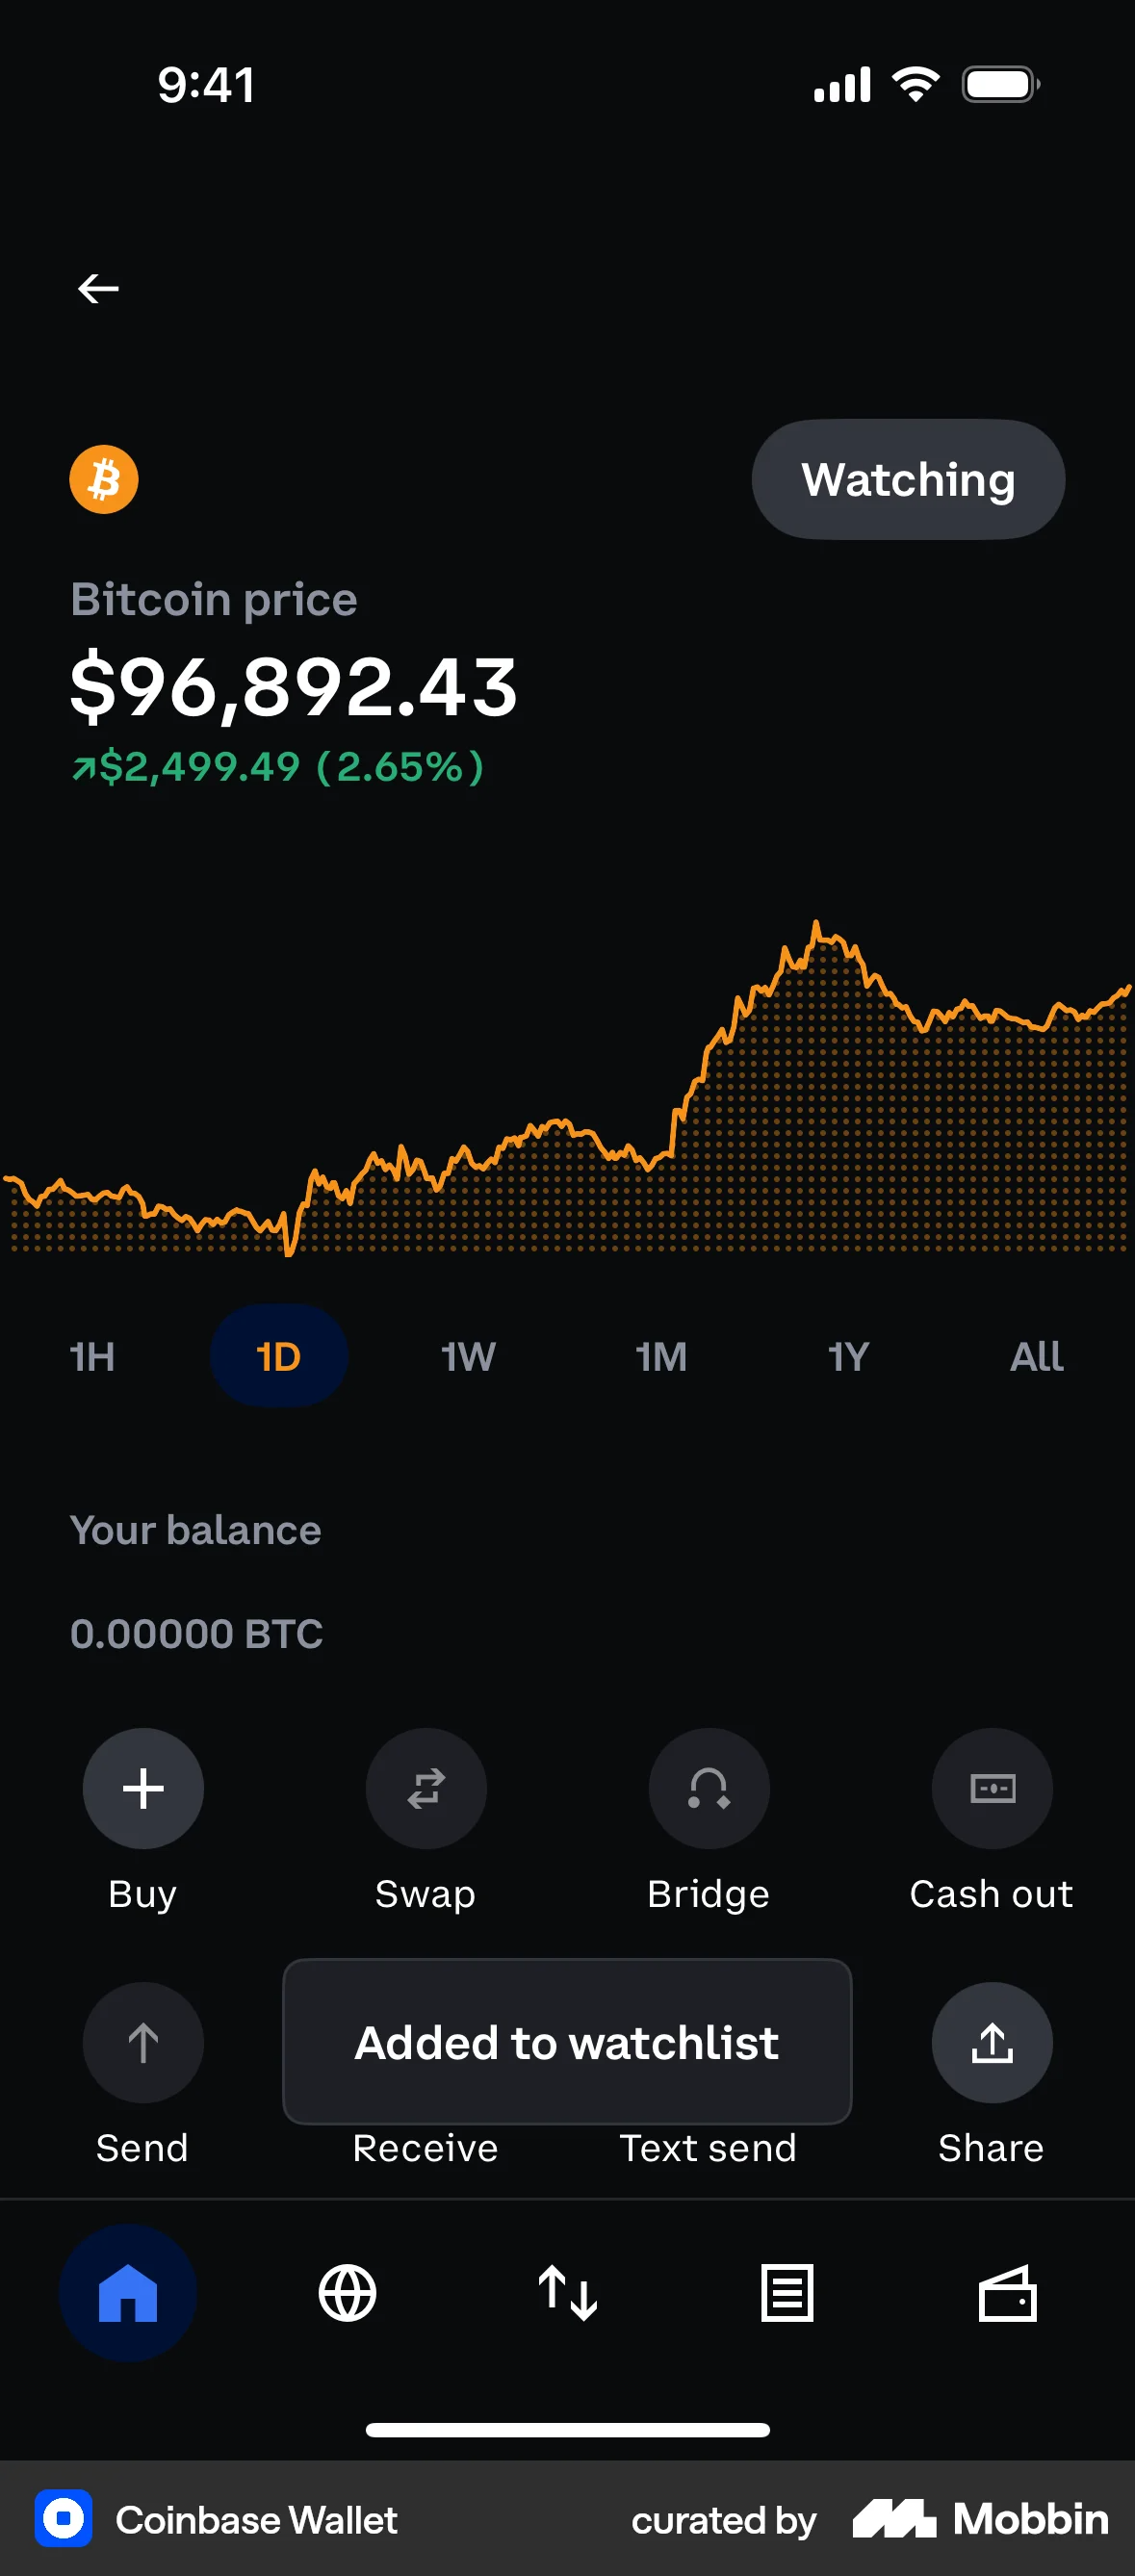 9:41
Watching
Bitcoin price
$96,892.43
↗$2,499.49 (2.65%)
1H 1D 1W 1M 1Y All
Your balance
0.00000 BTC
Buy Swap Bridge Cash out
Added to watchlist
Send Receive Text send Share
Coinbase Wallet curated by Mobbin